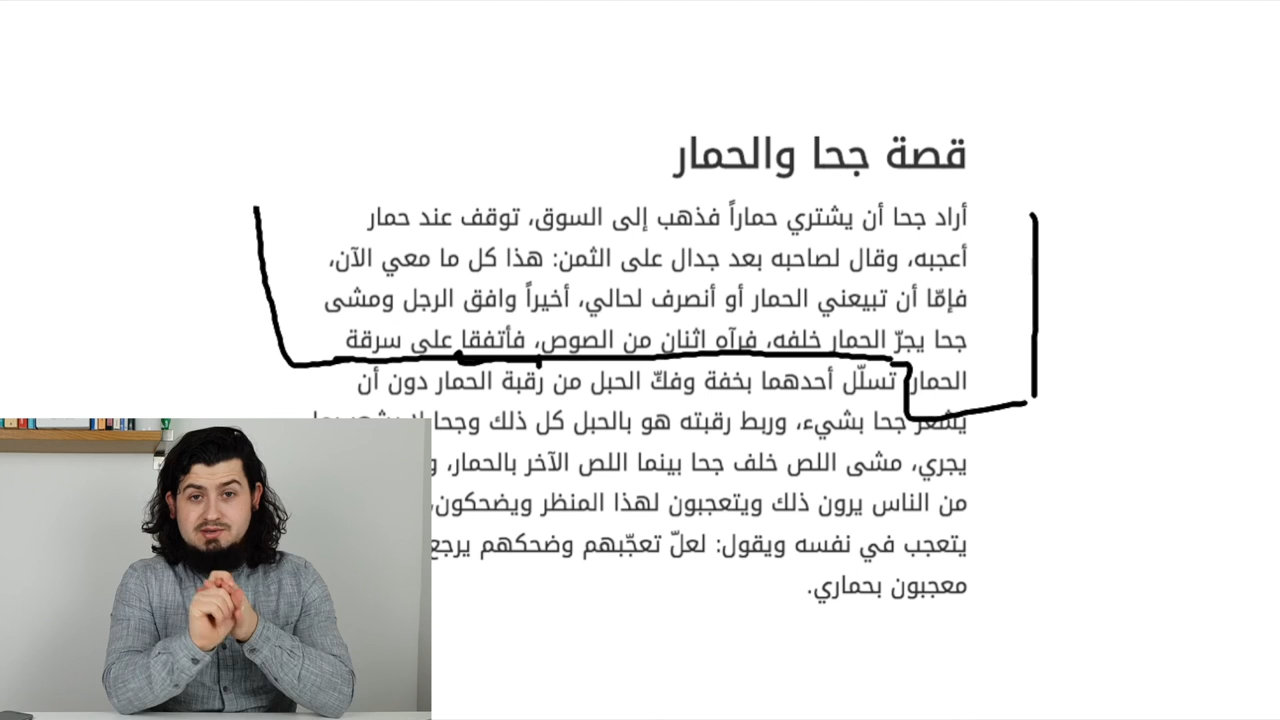 قصة جحا والحمار
أراد جحا أن يشتري حماراً فذهب إلى السوق، توقف عند حمار
أعجبه، وقال لصاحبه بعد جدال على الثمن: هذا كل ما معي الآن،
فإمّا أن تبيعني الحمار أو أنصرف لحالي، أخيراً وافق الرجل ومشى
جحا يجرّ الحمار خلفه، فرآه اثنان من الصوص، فأتفقا على سرقة
الحمار تسلّل أحدهما بخفة وفكّ الحبل من رقبة الحمار دون أن
يشعر جحا بشيء، وربط رقبته هو بالحبل كل ذلك وجحا
يجري، مشى اللص خلف جحا بينما اللص الآخر بالحمار،
من الناس يرون ذلك ويتعجبون لهذا المنظر ويضحكون،
يتعجب في نفسه ويقول: لعلّ تعجّبهم وضحكهم
معجبون بحماري.